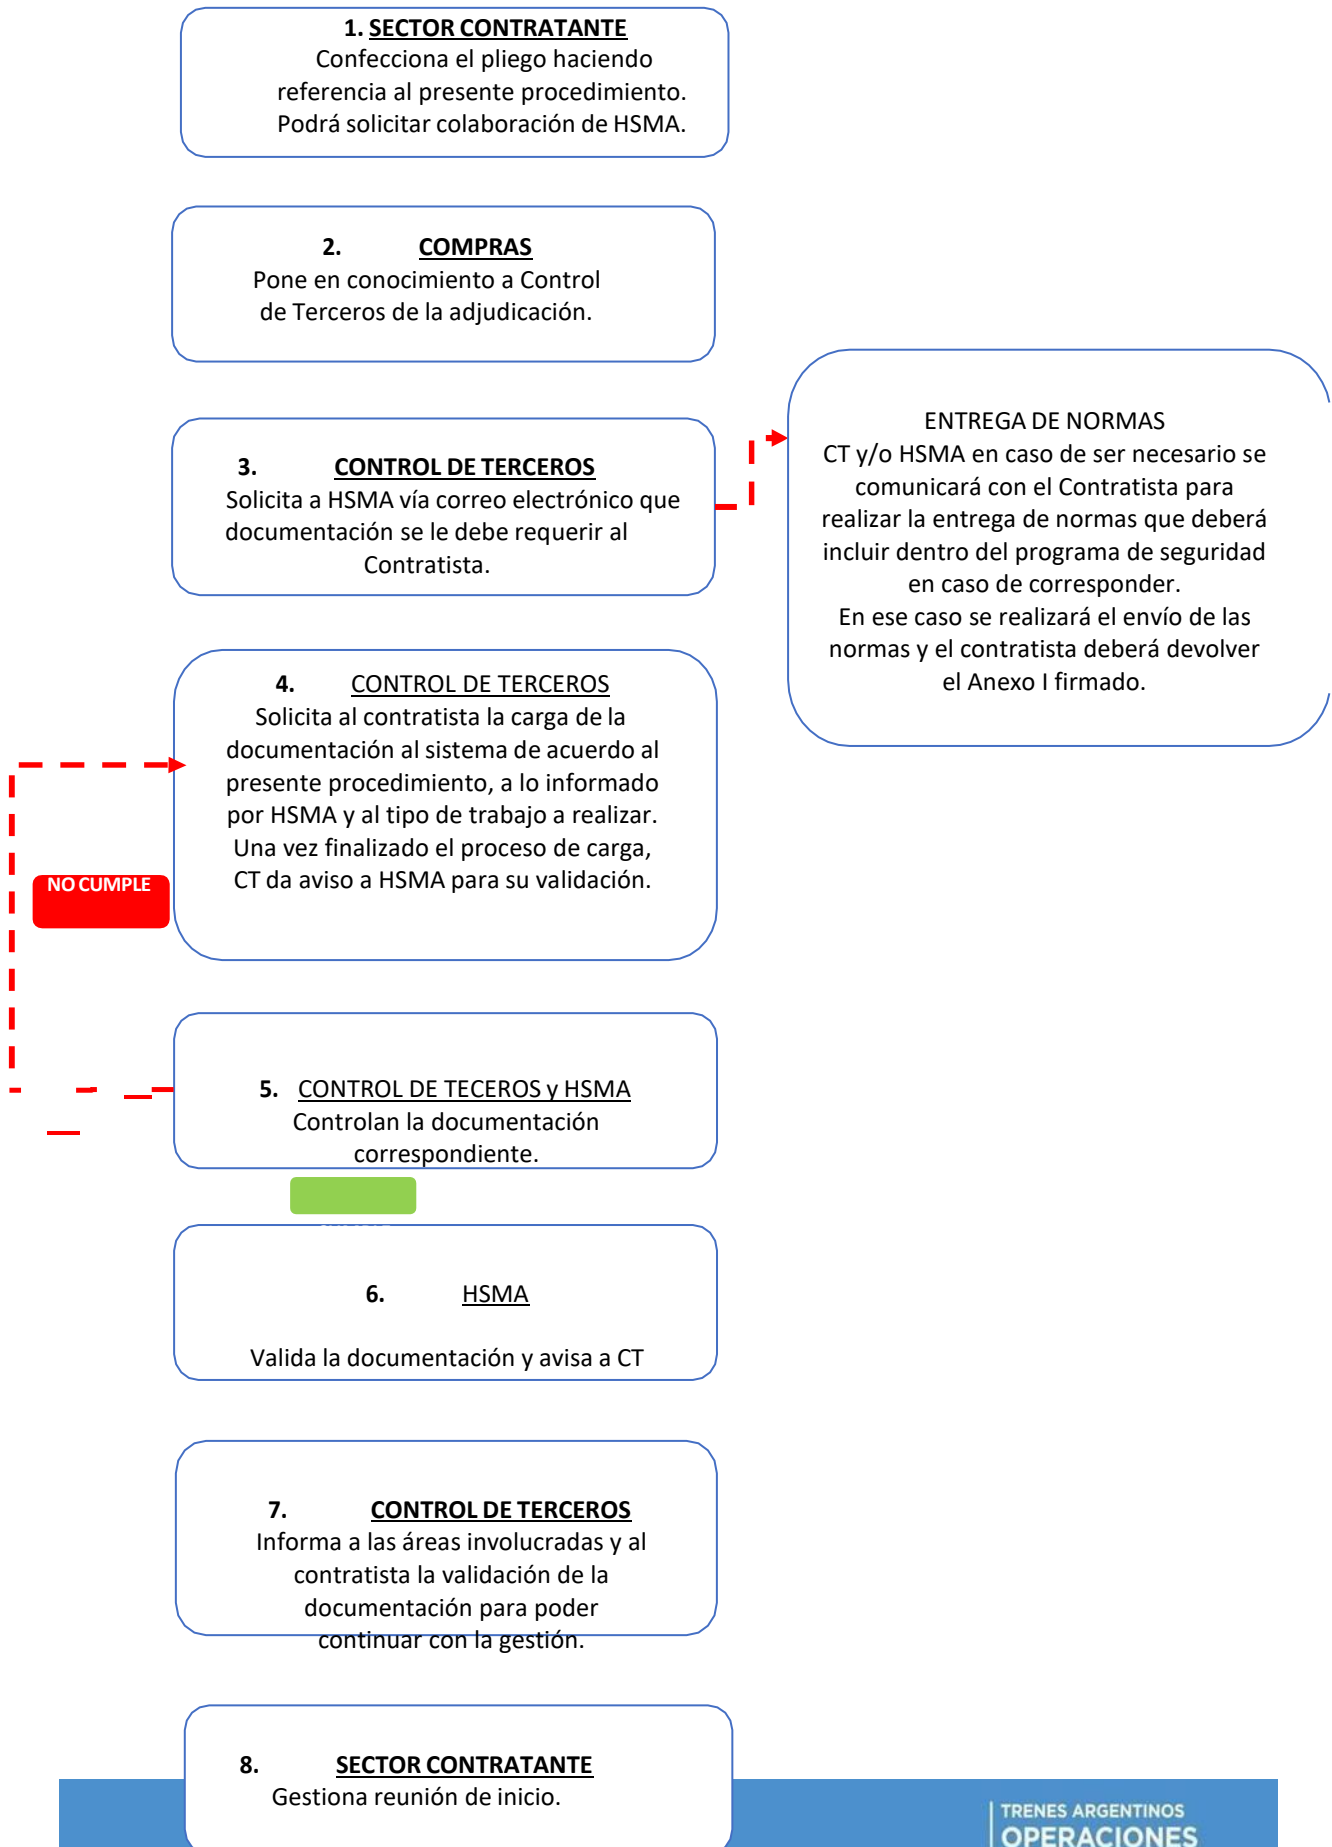 1. SECTOR CONTRATANTE
Confecciona el pliego haciendo
referencia al presente procedimiento.
Podrá solicitar colaboración de HSMA.
2. COMPRAS
Pone en conocimiento a Control
de Terceros de la adjudicación.
3. CONTROL DE TERCEROS
Solicita a HSMA vía correo electrónico que
documentación se le debe requerir al
Contratista.
ENTREGA DE NORMAS
CT y/o HSMA en caso de ser necesario se
comunicará con el Contratista para
realizar la entrega de normas que deberá
incluir dentro del programa de seguridad
en caso de corresponder.
En ese caso se realizará el envío de las
normas y el contratista deberá devolver
el Anexo I firmado.
4. CONTROL DE TERCEROS
Solicita al contratista la carga de la
documentación al sistema de acuerdo al
presente procedimiento, a lo informado
por HSMA y al tipo de trabajo a realizar.
Una vez finalizado el proceso de carga,
CT da aviso a HSMA para su validación.
NO CUMPLE
5. CONTROL DE TECEROS y HSMA
Controlan la documentación
correspondiente.
6. HSMA
Valida la documentación y avisa a CT
7. CONTROL DE TERCEROS
Informa a las áreas involucradas y al
contratista la validación de la
documentación para poder
continuar con la gestión.
8. SECTOR CONTRATANTE
Gestiona reunión de inicio.
TRENES ARGENTINOS
OPERACIONES